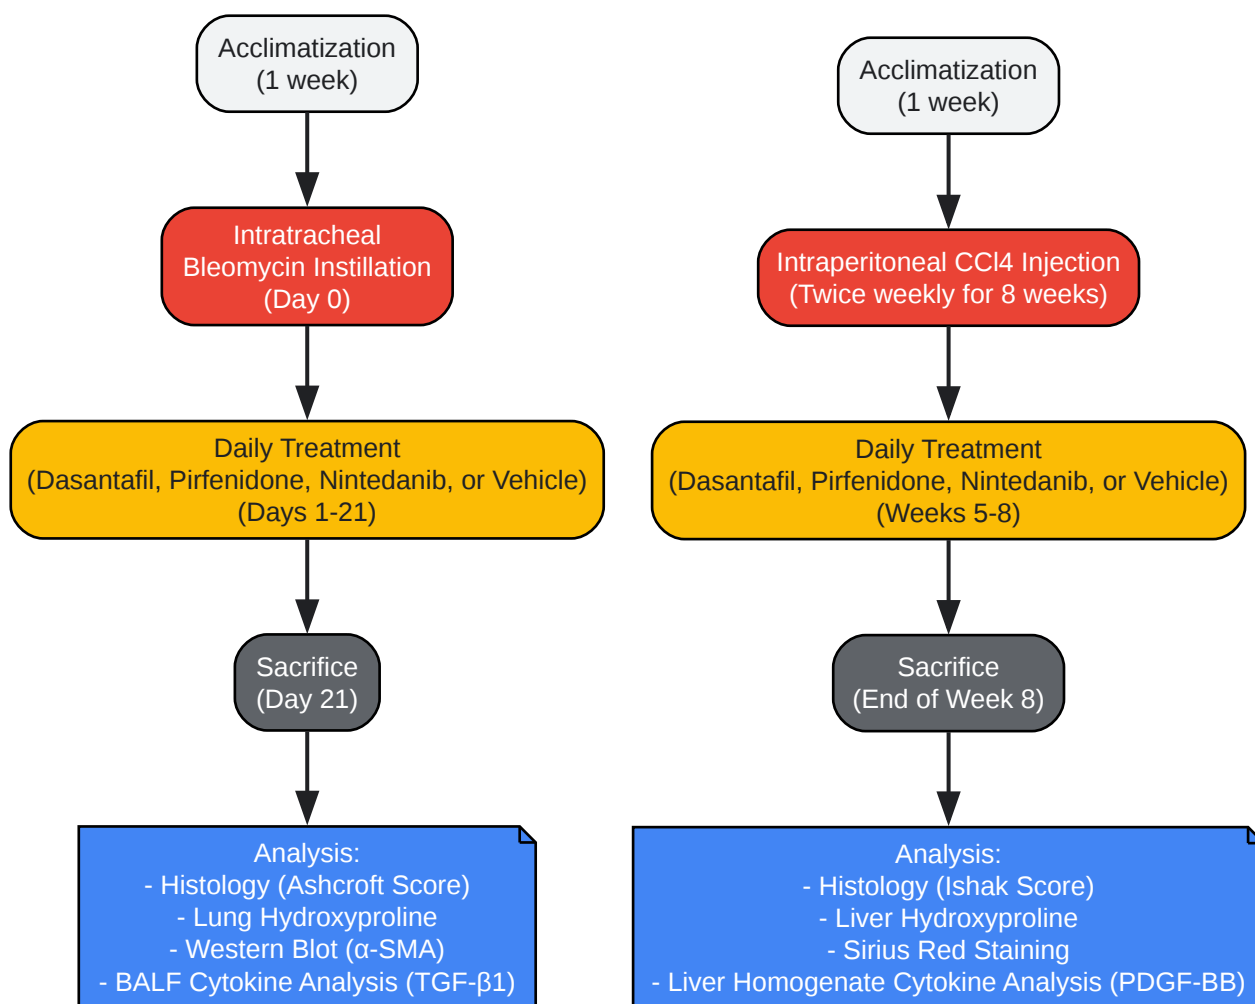 Acclimatization
(1 week)
Intratracheal
Bleomycin Instillation
(Day 0)
Daily Treatment
(Dasantafil, Pirfenidone, Nintedanib, or Vehicle)
(Days 1-21)
Sacrifice
(Day 21)
Analysis:
- Histology (Ashcroft Score)
- Lung Hydroxyproline
- Western Blot (α-SMA)
- BALF Cytokine Analysis (TGF-β1)
Acclimatization
(1 week)
Intraperitoneal CCl4 Injection
(Twice weekly for 8 weeks)
Daily Treatment
(Dasantafil, Pirfenidone, Nintedanib, or Vehicle)
(Weeks 5-8)
Sacrifice
(End of Week 8)
Analysis:
- Histology (Ishak Score)
- Liver Hydroxyproline
- Sirius Red Staining
- Liver Homogenate Cytokine Analysis (PDGF-BB)